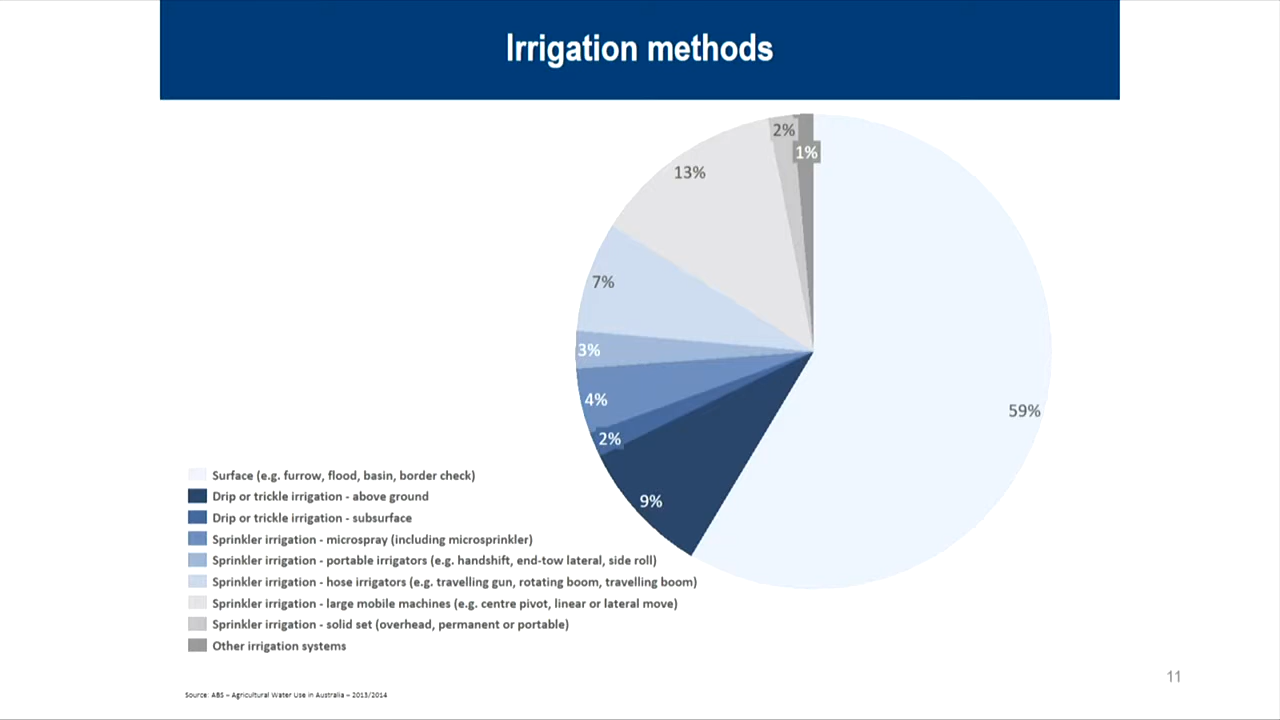 Irrigation methods
2%
1%
13%
7%
3%
59%
4%
2%
9%
Surface (e.g. furrow, flood, basin, border check)
Drip or trickle irrigation - above ground
Drip or trickle irrigation - subsurface
Sprinkler irrigation - microspray (including microsprinkler)
Sprinkler irrigation - portable irrigators (e.g. handshift, end-tow lateral, side roll)
Sprinkler irrigation - hose irrigators (e.g. travelling gun, rotating boom, travelling boom)
Sprinkler irrigation - large mobile machines (e.g. centre pivot, linear or lateral move)
Sprinkler irrigation - solid set (overhead, permanent or portable)
Other irrigation systems
11
Source: ABS – Agricultural Water Use in Australia – 2013/2014